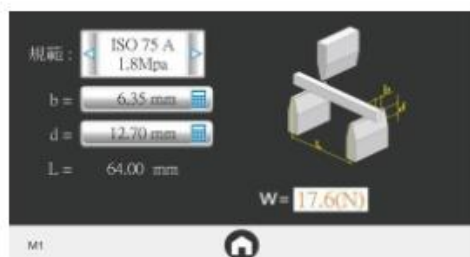 規範：
ISO 75 A
1.8Mpa
b = 6.35 mm
d = 12.70 mm
L = 64.00 mm
b
d
L
W= 17.6(N)
M1